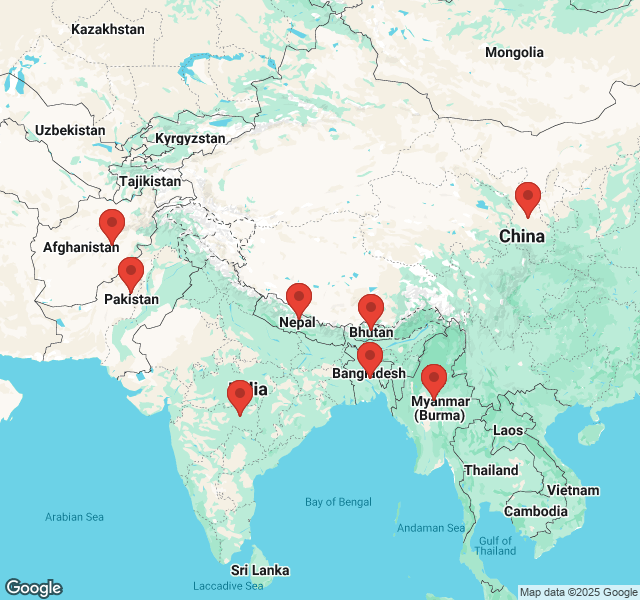 Kazakhstan
Mongolia
Uzbekistan
Kyrgyzstan
Tajikistan
China
Afghanistan
Pakistan
Nepal
Bhutan
Bangladesh
India
Myanmar
(Burma)
Laos
Thailand
Vietnam
Bay of Bengal
Cambodia
Arabian Sea
Andaman Sea
Gulf of
Thailand
Sri Lanka
Laccadive Sea
Google
Map data ©2025 Google